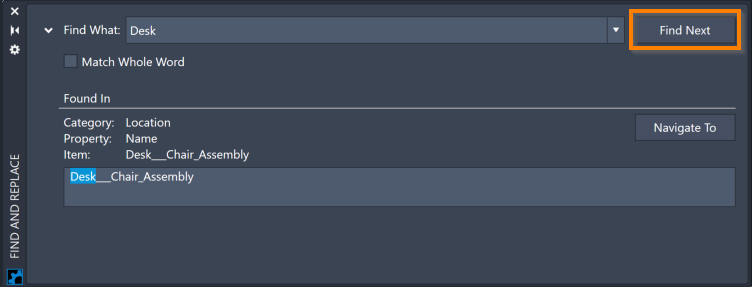 Find What: Desk Find Next
Match Whole Word
Found In
Category: Location
Property: Name Navigate To
Item: Desk___Chair_Assembly
Desk___Chair_Assembly
FIND AND REPLACE